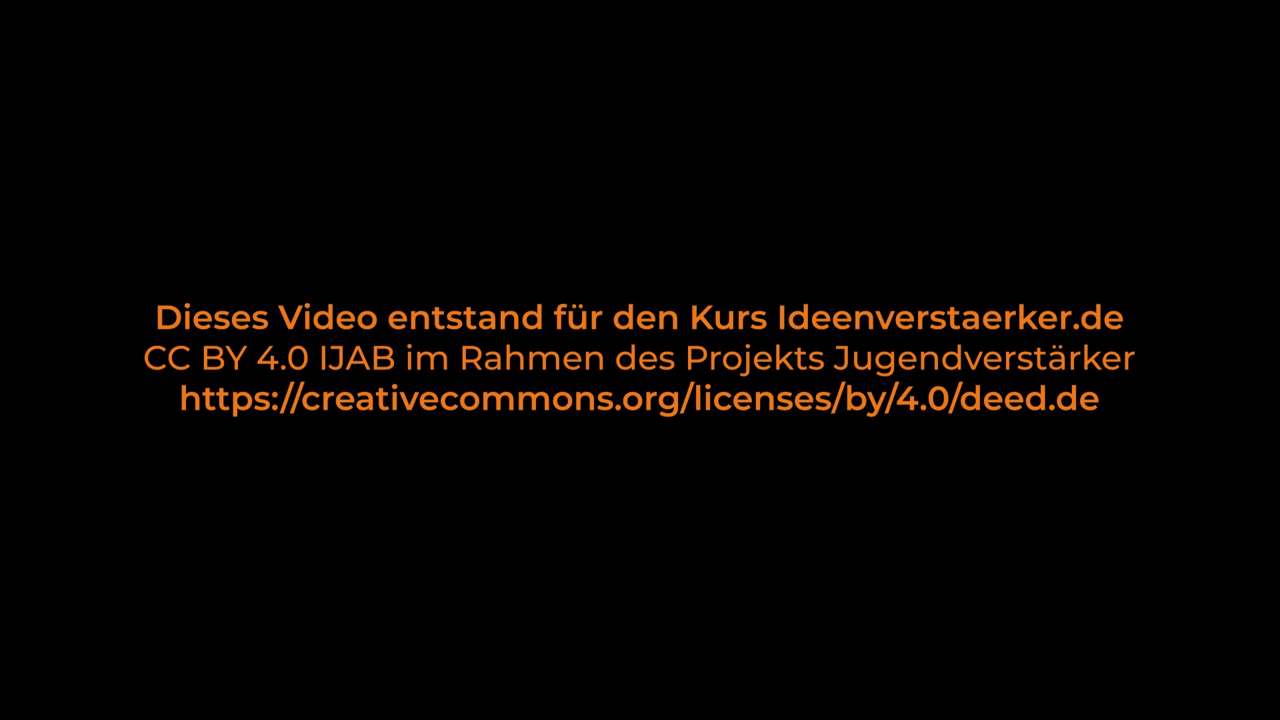 Dieses Video entstand für den Kurs Ideenverstaerker.de
CC BY 4.0 IJAB im Rahmen des Projekts Jugendverstärker
https://creativecommons.org/licenses/by/4.0/deed.de